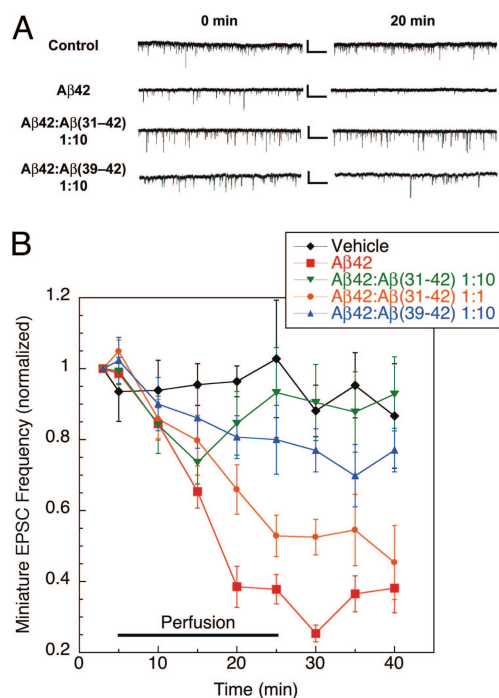 A
0 min 20 min
Control
Aβ42
Aβ42:Aβ(31–42)
1:10
Aβ42:Aβ(39–42)
1:10
B
Vehicle
Aβ42
Aβ42:Aβ(31-42) 1:10
Aβ42:Aβ(31-42) 1:1
Aβ42:Aβ(39-42) 1:10
Miniature EPSC Frequency (normalized)
1.2
1
0.8
0.6
0.4
0.2
Perfusion
0 10 20 30 40
Time (min)